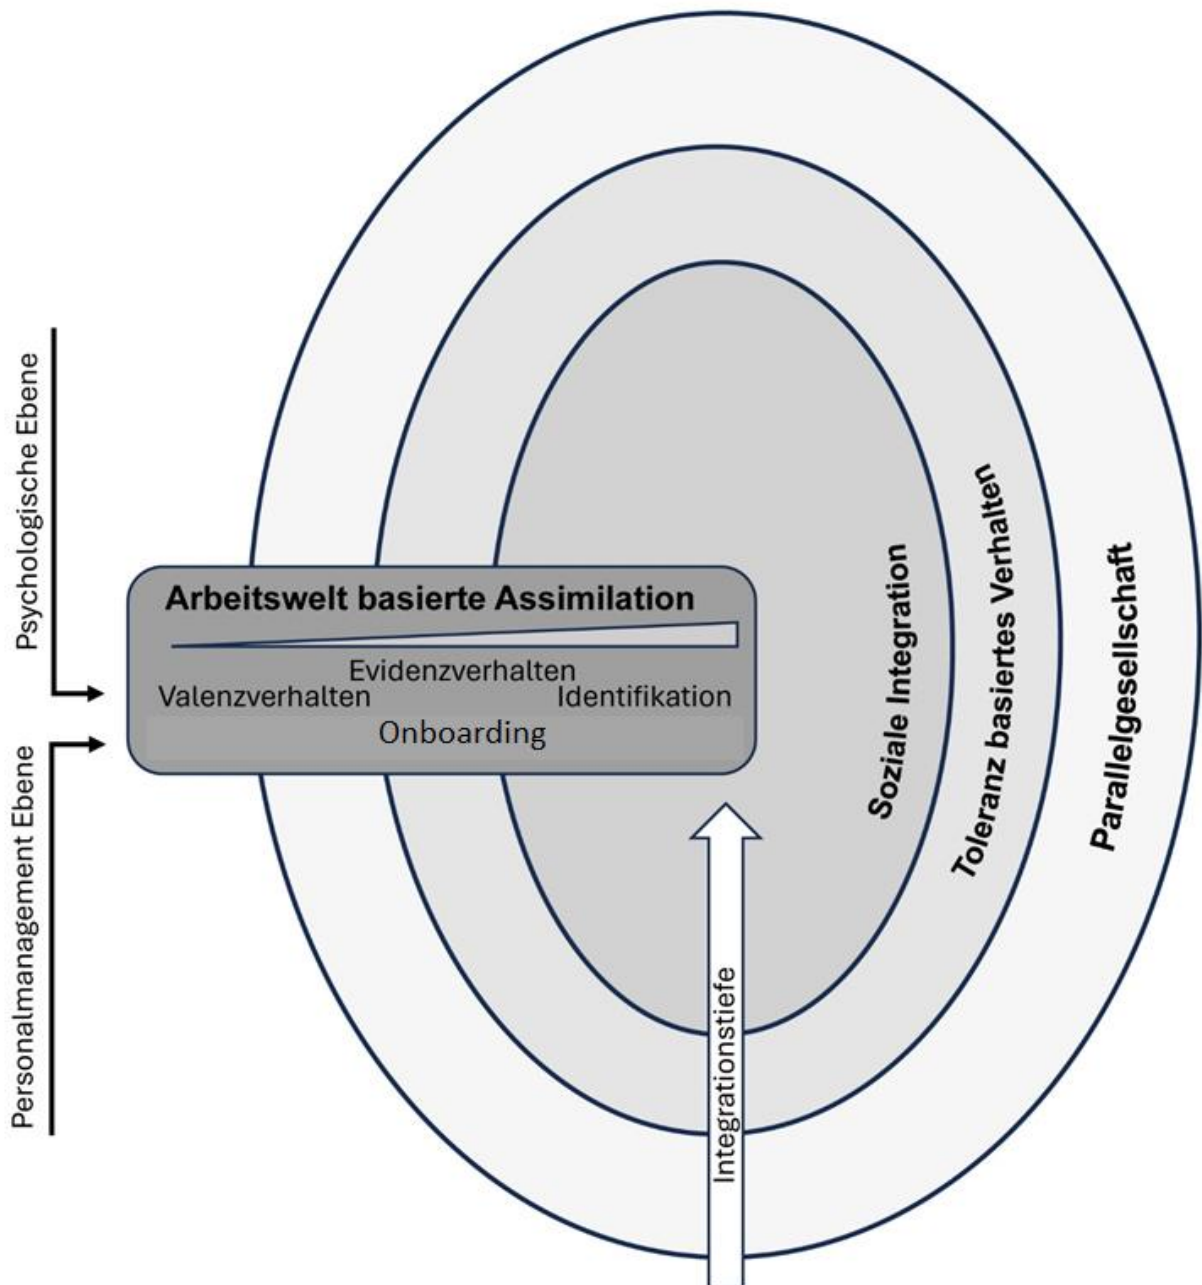 Psychologische Ebene
Personalmanagement Ebene
Arbeitswelt basierte Assimilation
Evidenzverhalten
Valenzverhalten
Identifikation
Onboarding
Soziale Integration
Toleranz basiertes Verhalten
Parallelgesellschaft
Integrationstiefe